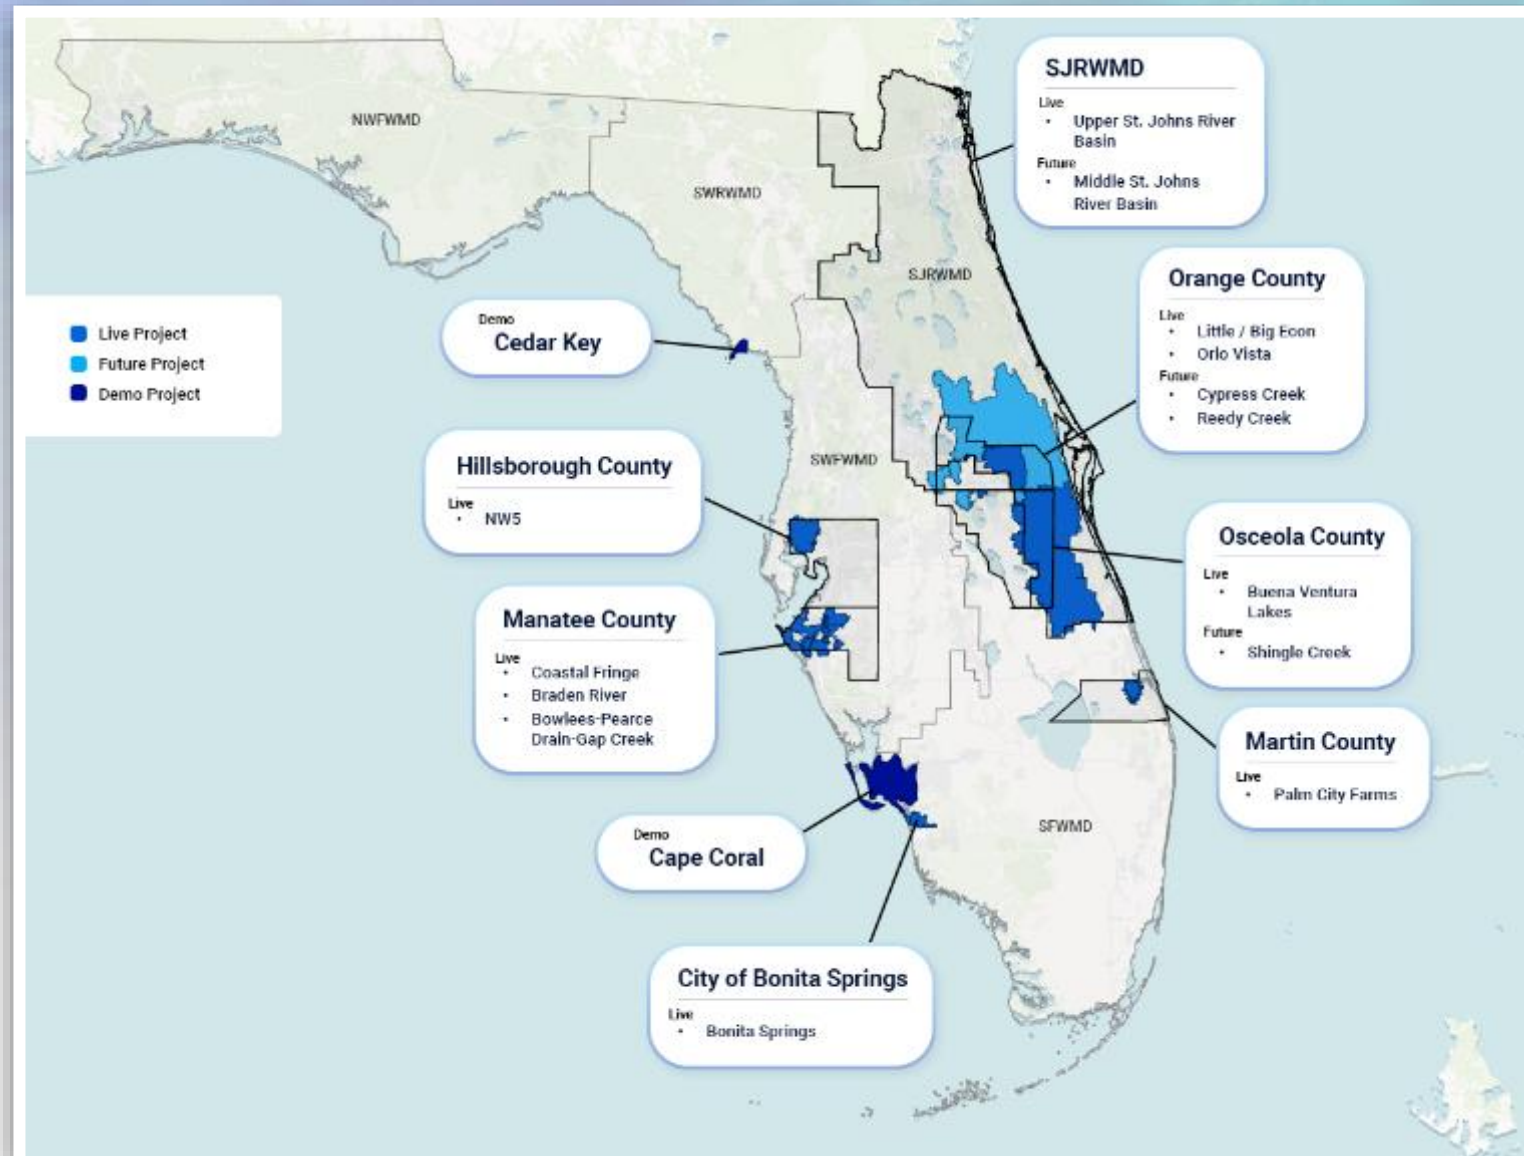 NWFWMD
SWRWMD
SJRWMD
SWFWMD
SFWMD
Live Project
Future Project
Demo Project
SJRWMD
Live
• Upper St. Johns River
Basin
Future
• Middle St. Johns
River Basin
Orange County
Live
• Little / Big Econ
• Orlo Vista
Future
• Cypress Creek
• Reedy Creek
Demo
Cedar Key
Hillsborough County
Live
• NW5
Osceola County
Live
• Buena Ventura
Lakes
Future
• Shingle Creek
Manatee County
Live
• Coastal Fringe
• Braden River
• Bowlees-Pearce
Drain-Gap Creek
Martin County
Live
• Palm City Farms
Demo
Cape Coral
City of Bonita Springs
Live
• Bonita Springs